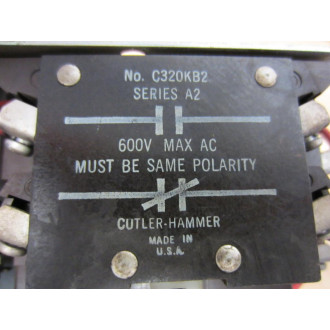 No. C320KB2
SERIES A2
600V MAX AC
MUST BE SAME POLARITY
CUTLER-HAMMER
MADE IN
U.S.A.